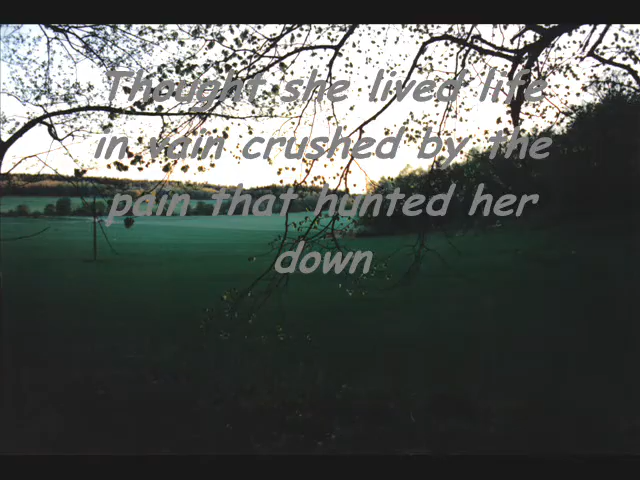 Thought she lived life
in vain crushed by the
pain that hunted her
down